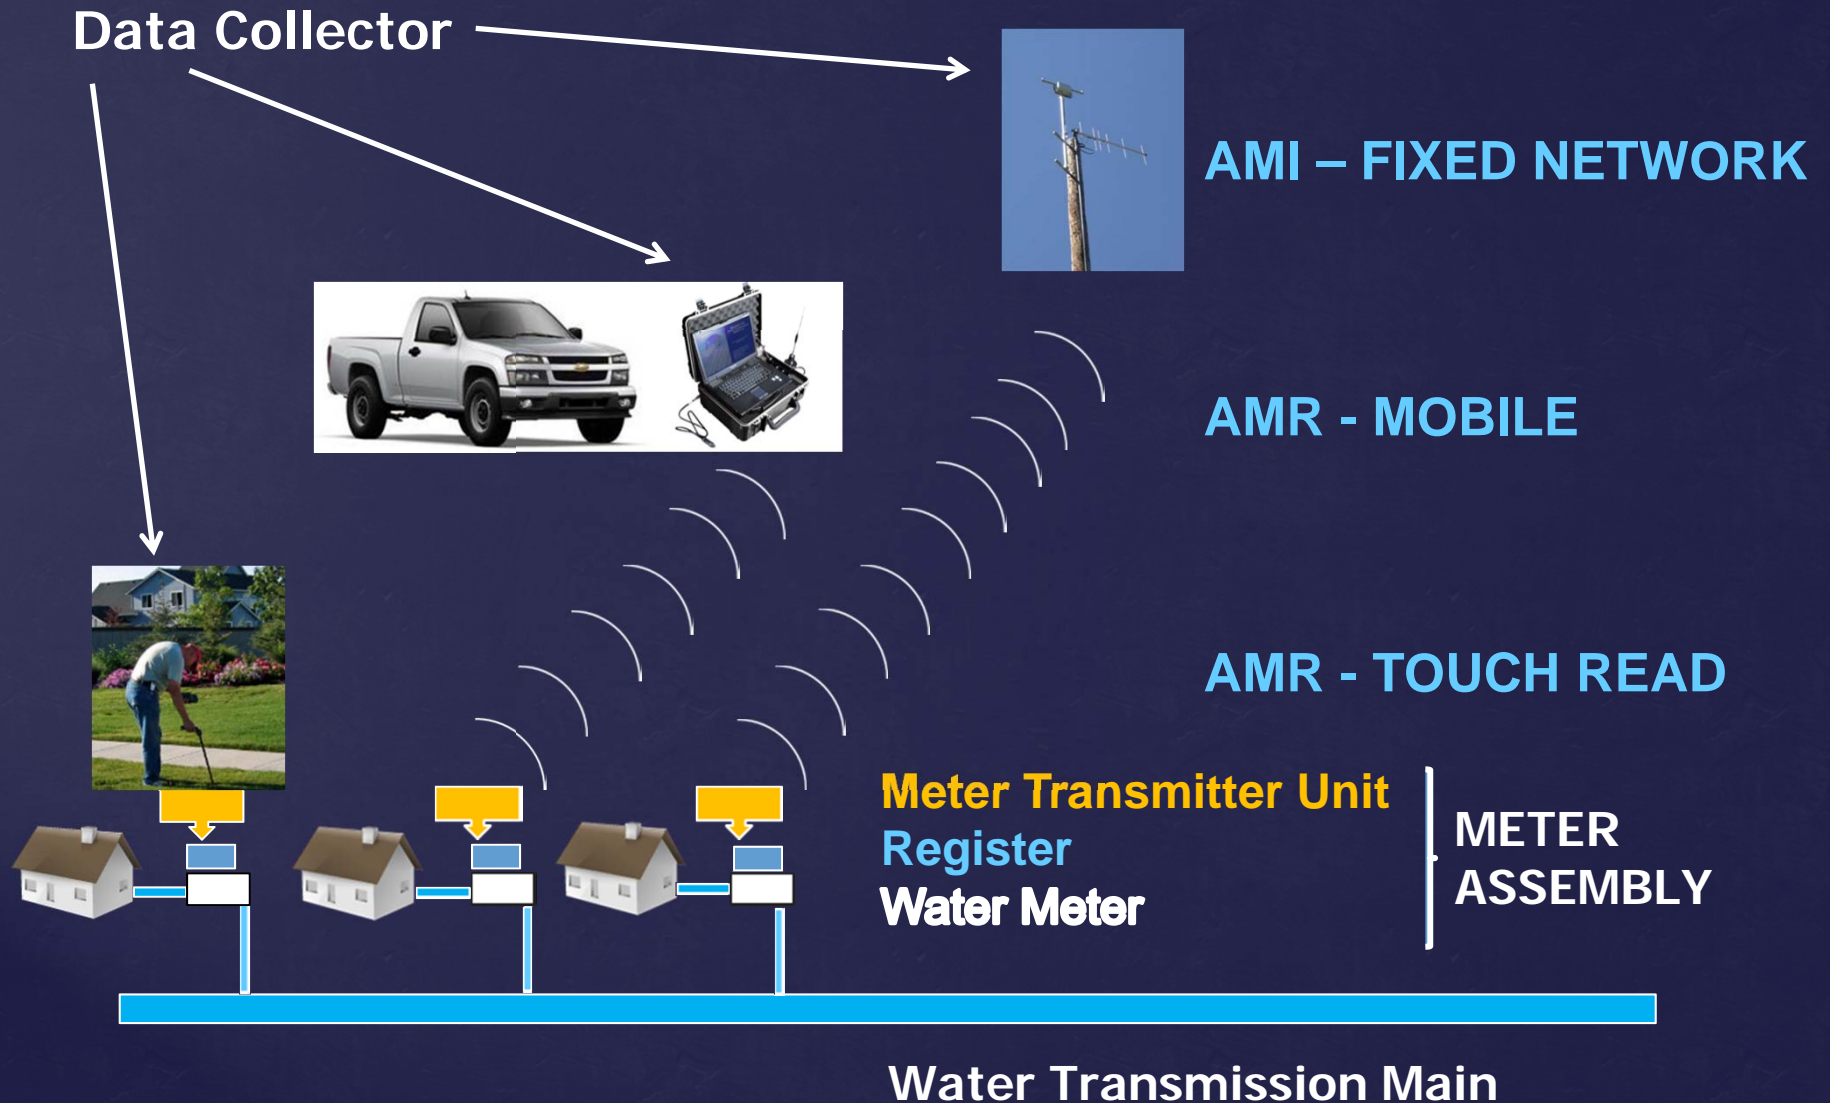 Data Collector
AMI – FIXED NETWORK
AMR - MOBILE
AMR - TOUCH READ
Meter Transmitter Unit
Register
Water Meter
METER
ASSEMBLY
Water Transmission Main